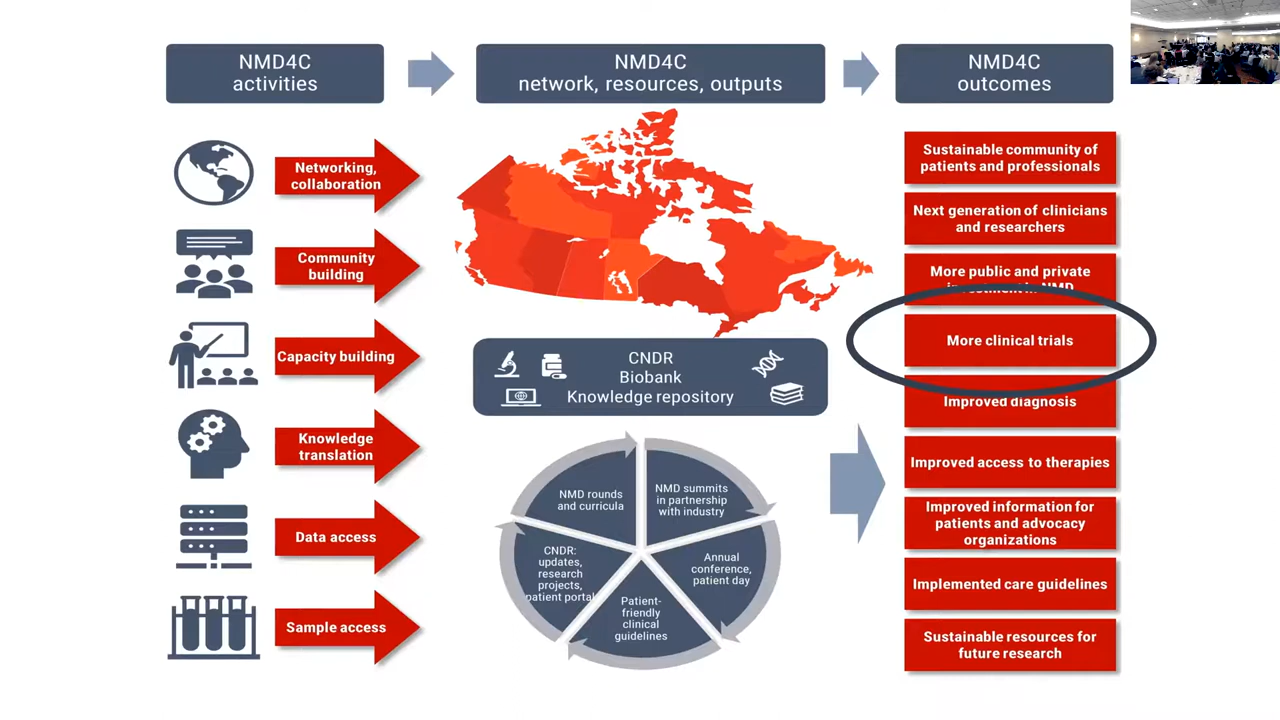 NMD4C
activities
NMD4C
network, resources, outputs
NMD4C
outcomes
Networking,
collaboration
Community
building
Capacity building
Knowledge
translation
Data access
Sample access
CNDR
Biobank
Knowledge repository
NMD rounds
and curricula
NMD summits
in partnership
with industry
Annual
conference,
patient day
Patient-
friendly
clinical
guidelines
CNDR:
updates,
research
projects,
patient portal
Sustainable community of
patients and professionals
Next generation of clinicians
and researchers
More public and private
investment in NMD
More clinical trials
Improved diagnosis
Improved access to therapies
Improved information for
patients and advocacy
organizations
Implemented care guidelines
Sustainable resources for
future research